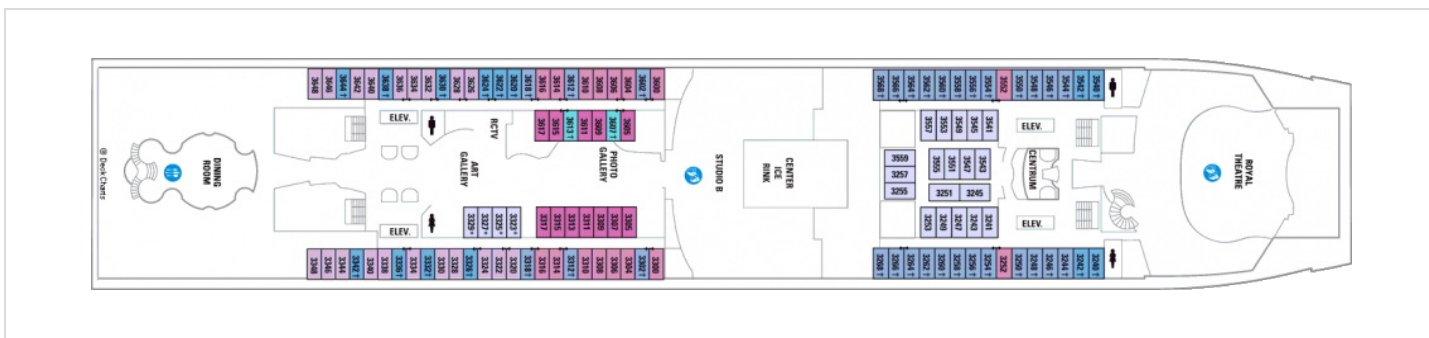 3648 3646 3644↑ 3642 3640 3638↑ 3636 3634 3632 3630↑ 3628 3626 3624↑ 3622↑ 3620↑ 3618↑ 3616 3614 3612↑ 3610 3608 3606 3604 3602↑ 3600
3568↑ 3566↑ 3564↑ 3562↑ 3560↑ 3558↑ 3556↑ 3554↑ 3552 3550↑ 3548↑ 3546↑ 3544↑ 3542↑ 3540↑
ELEV.
RCTV
3617 3615 3613↑ 3611 3609 3607↑ 3605
3557 3553 3549 3545 3541
ELEV.
@ Deck Charts
DINING
ROOM
ART
GALLERY
PHOTO
GALLERY
STUDIO B
CENTER
ICE
RINK
3559
3257
3255
3555 3551 3547 3543
3251 3245
CENTRUM
ROYAL
THEATRE
3329* 3327* 3325* 3323*
3317 3315 3313 3311 3309 3307 3305
3253 3249 3247 3243 3241
ELEV.
ELEV.
3348 3346 3344 3342↑ 3340 3338 3336↑ 3334 3332↑ 3330 3328 3326↑ 3324 3322 3320 3318↑ 3316 3314 3312↑ 3310 3308 3306 3304 3302↑ 3300
3268↑ 3266↑ 3264↑ 3262↑ 3260↑ 3258↑ 3256↑ 3254↑ 3252 3250↑ 3248↑ 3246↑ 3244↑ 3242↑ 3240↑